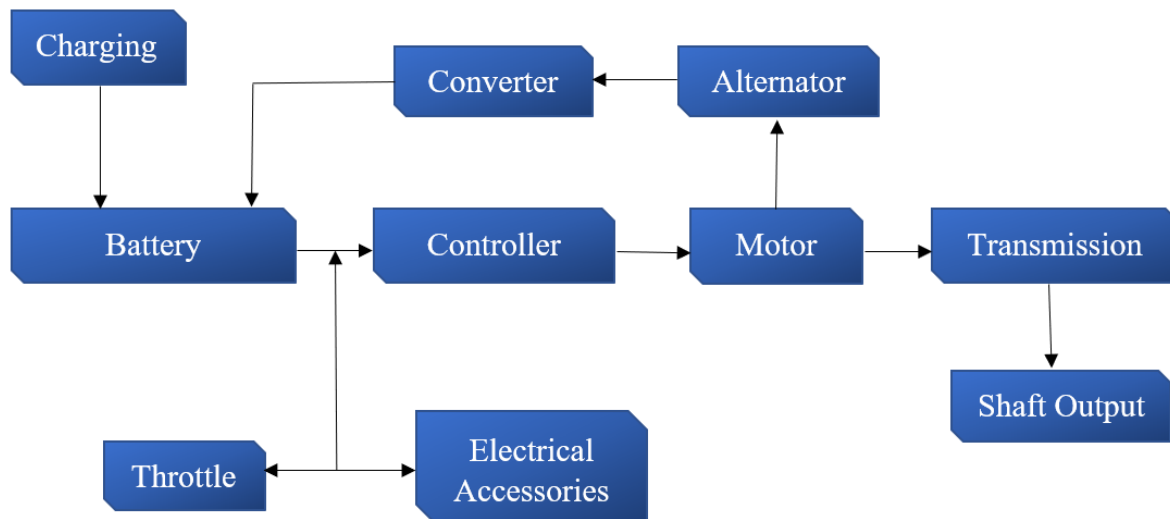 Charging
Converter
Alternator
Battery
Controller
Motor
Transmission
Shaft Output
Throttle
Electrical
Accessories